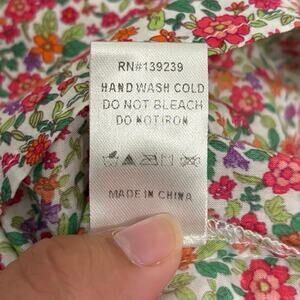 RN#139239
HAND WASH COLD
DO NOT BLEACH
DO NOT IRON
MADE IN CHINA